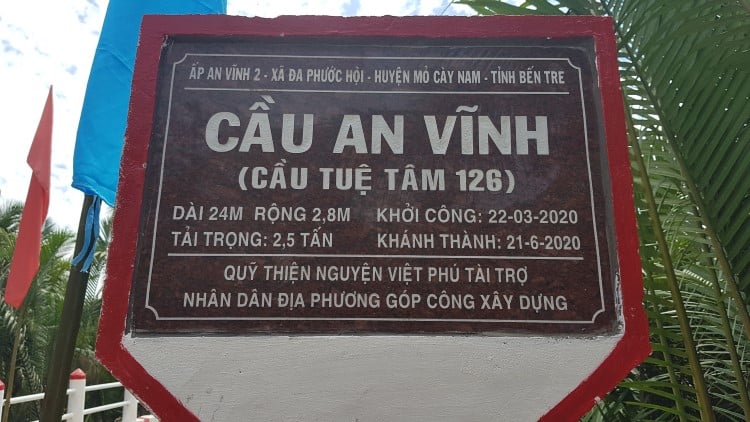 ẤP AN VĨNH 2 - XÃ ĐA PHƯỚC HỘI - HUYỆN MỎ CÀY NAM - TỈNH BẾN TRE
CẦU AN VĨNH
(CẦU TUỆ TÂM 126)
DÀI 24M RỘNG 2,8M KHỞI CÔNG: 22-03-2020
TẢI TRỌNG: 2,5 TẤN KHÁNH THÀNH: 21-6-2020
QUỸ THIỆN NGUYỆN VIỆT PHÚ TÀI TRỢ
NHÂN DÂN ĐỊA PHƯƠNG GÓP CÔNG XÂY DỰNG